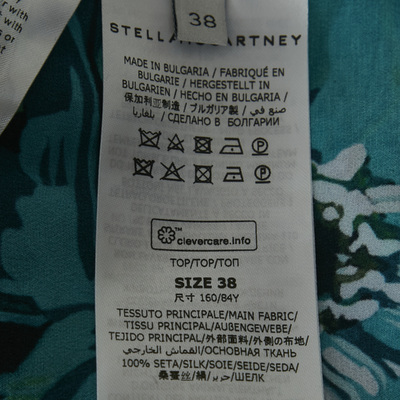 38
STELLA McCARTNEY
MADE IN BULGARIA / FABRIQUÉ EN
BULGARIE / HERGESTELLT IN
BULGARIEN / HECHO EN BULGARIA /
保加利亚制造 / ブルガリア製 / صنع في
بلغاريا / СДЕЛАНО В БОЛГАРИИ
clevercare.info
TOP/TOP/ТОП
SIZE 38
尺寸 160/84Y
TESSUTO PRINCIPALE/MAIN FABRIC/
TISSU PRINCIPAL/AUßENGEWEBE/
TEJIDO PRINCIPAL/外部面料/外側の布地/
القماش الخارجي/ОСНОВНАЯ ТКАНЬ
100% SETA/SILK/SOIE/SEIDE/SEDA/
桑蚕丝/絹/حرير/ШЕЛК